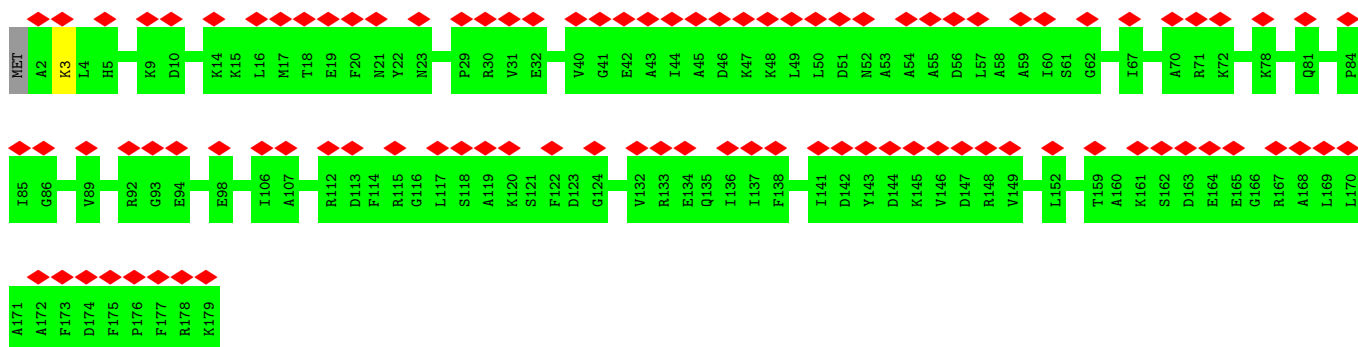 MET A2 K3 L4 H5 K9 D10 K14 K15 L16 M17 T18 E19 F20 N21 Y22 N23 P29 R30 V31 E32 V40 G41 E42 A43 I44 A45 D46 K47 K48 L49 L50 D51 N52 A53 A54 A55 D56 L57 A58 A59 I60 S61 G62 I67 A70 R71 K72 K78 Q81 P84
I85 G86 V89 R92 G93 E94 E98 I106 A107 R112 D113 F114 R115 G116 L117 S118 A119 K120 S121 F122 D123 G124 V132 R133 E134 Q135 I136 I137 F138 I141 D142 Y143 D144 K145 V146 D147 R148 V149 L152 T159 A160 K161 S162 D163 E164 E165 G166 R167 A168 L169 L170
A171 A172 F173 D174 F175 P176 F177 R178 K179